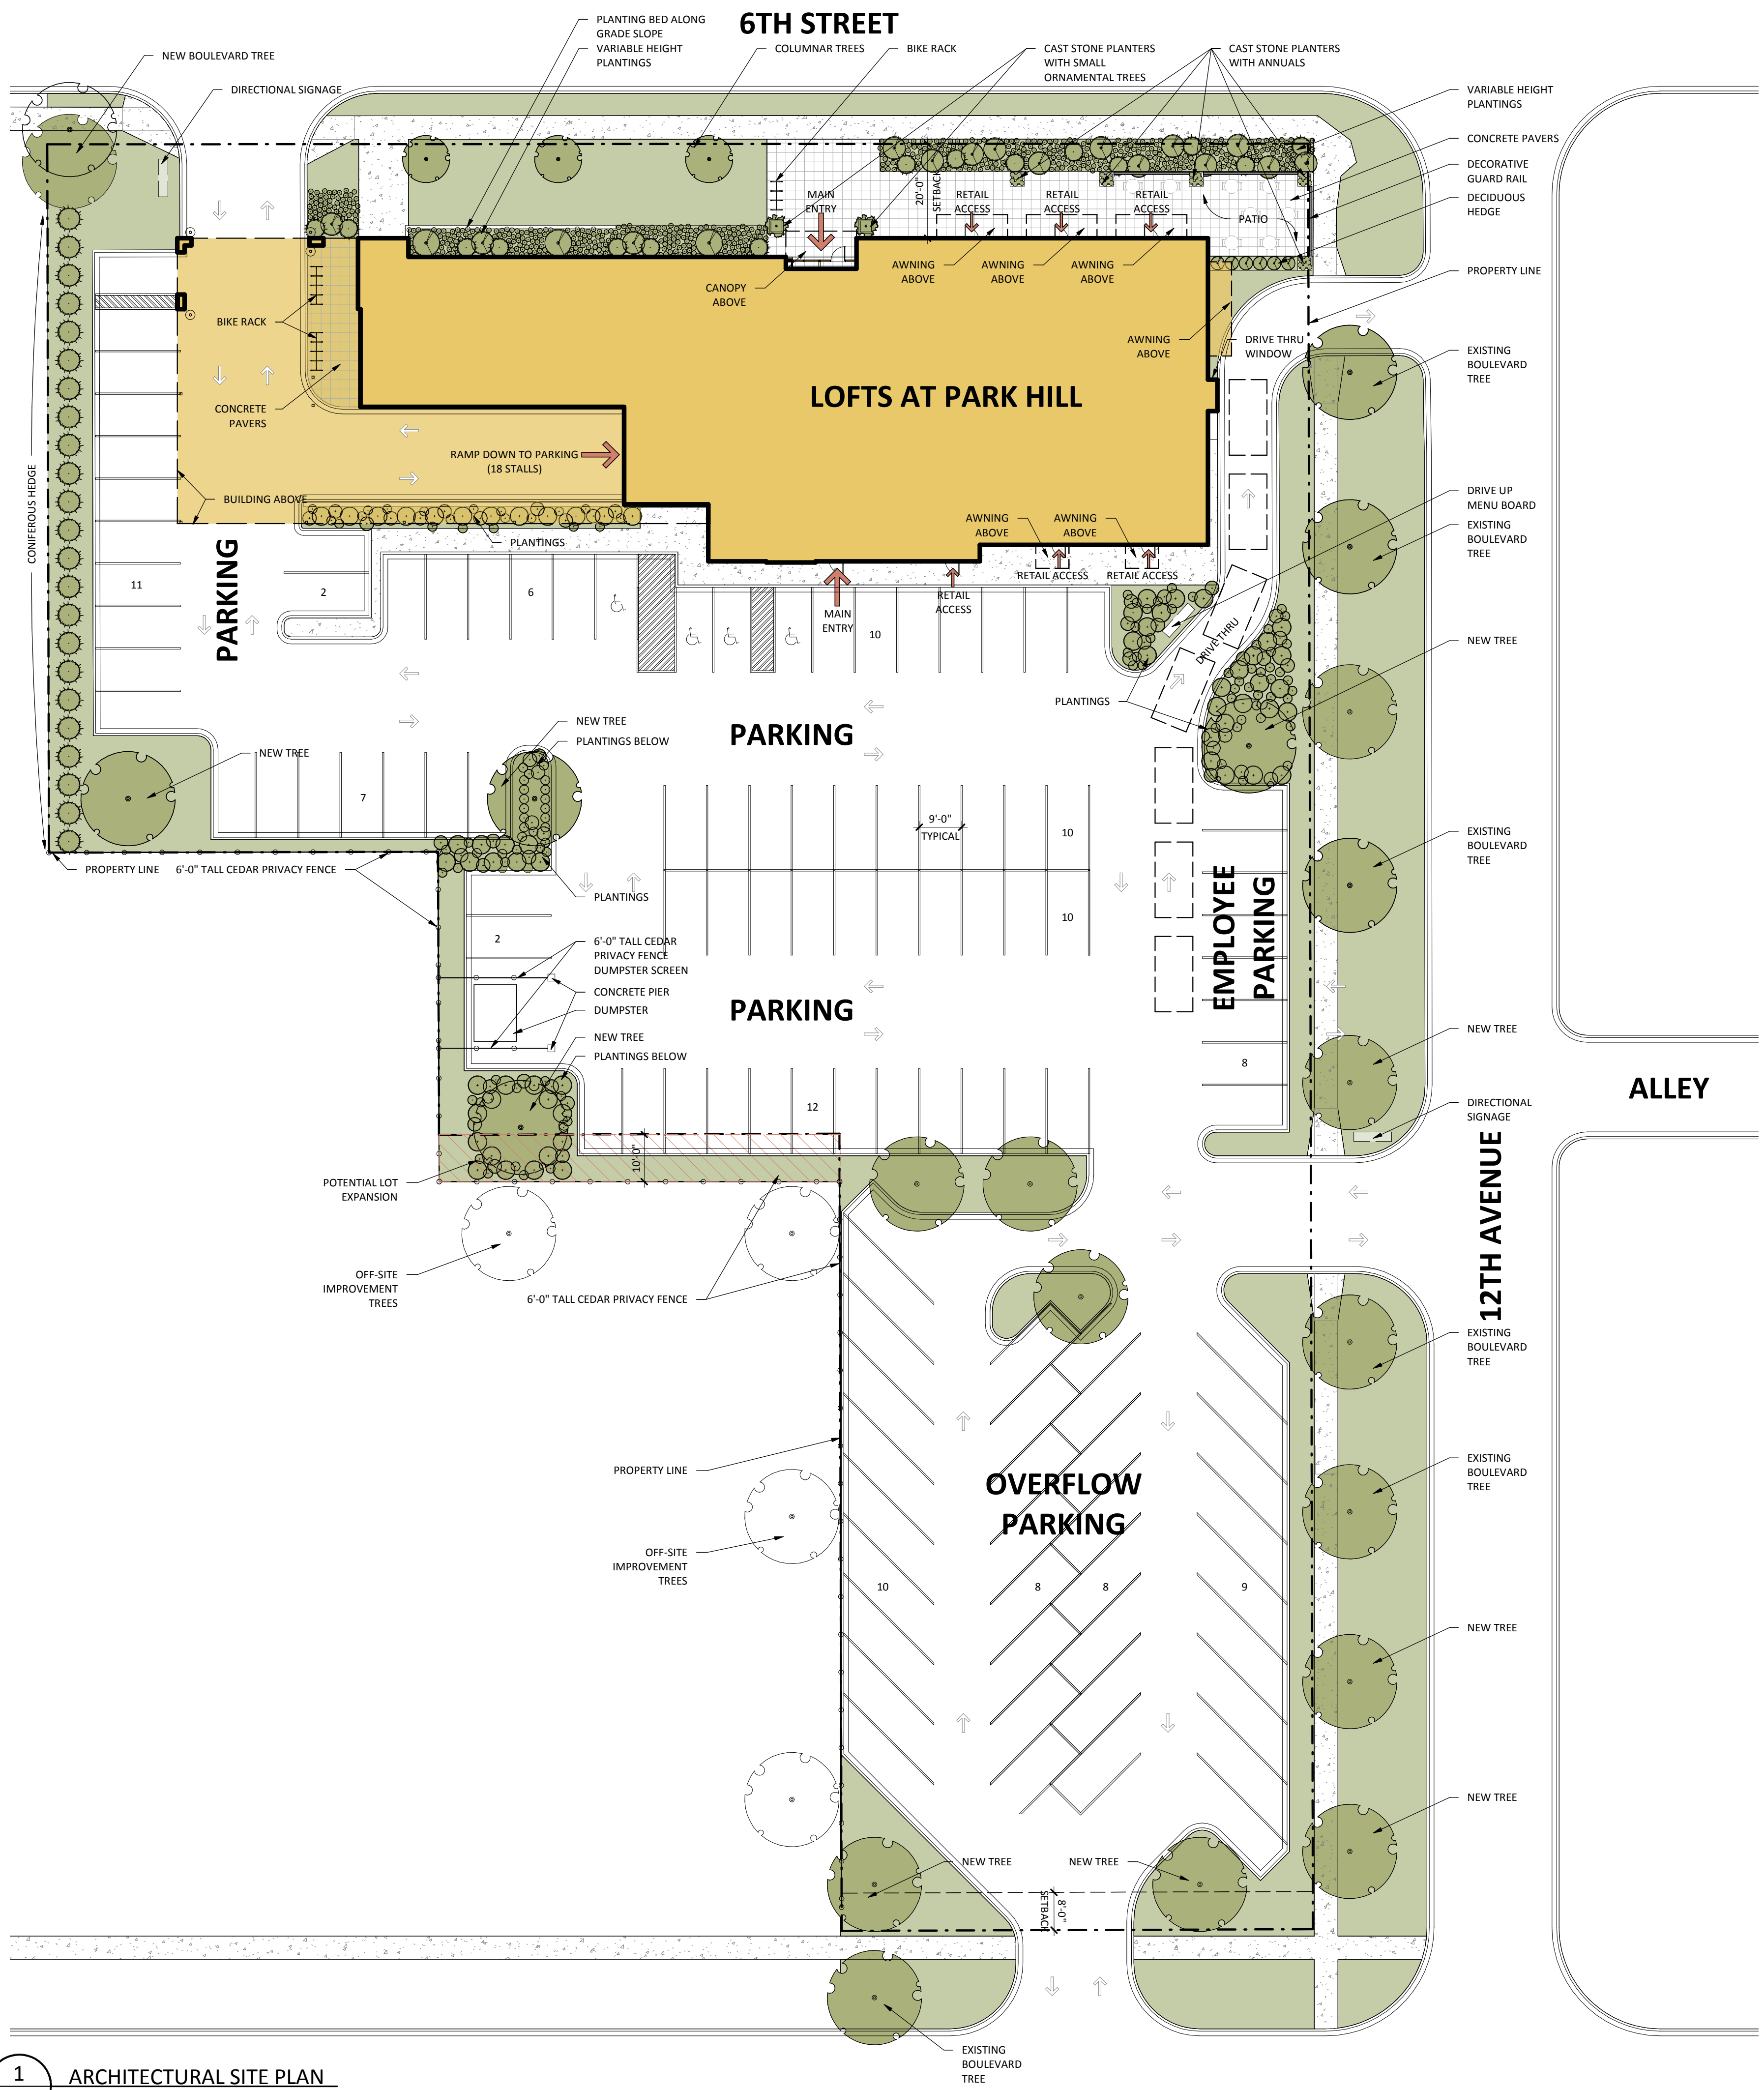 6TH STREET
PLANTING BED ALONG
GRADE SLOPE
VARIABLE HEIGHT
PLANTINGS
COLUMNAR TREES
BIKE RACK
CAST STONE PLANTERS
WITH SMALL
ORNAMENTAL TREES
CAST STONE PLANTERS
WITH ANNUALS
NEW BOULEVARD TREE
DIRECTIONAL SIGNAGE
VARIABLE HEIGHT
PLANTINGS
CONCRETE PAVERS
DECORATIVE
GUARD RAIL
DECIDUOUS
HEDGE
PROPERTY LINE
MAIN
ENTRY
20'-0"
SETBACK
RETAIL
ACCESS
RETAIL
ACCESS
RETAIL
ACCESS
PATIO
CANOPY
ABOVE
AWNING
ABOVE
AWNING
ABOVE
AWNING
ABOVE
BIKE RACK
AWNING
ABOVE
DRIVE THRU
WINDOW
EXISTING
BOULEVARD
TREE
LOFTS AT PARK HILL
CONCRETE
PAVERS
RAMP DOWN TO PARKING
(18 STALLS)
BUILDING ABOVE
CONIFEROUS HEDGE
DRIVE UP
MENU BOARD
EXISTING
BOULEVARD
TREE
PLANTINGS
AWNING
ABOVE
AWNING
ABOVE
RETAIL ACCESS
RETAIL ACCESS
PARKING
11
2
6
MAIN
ENTRY
RETAIL
ACCESS
10
DRIVE THRU
NEW TREE
PLANTINGS
NEW TREE
PLANTINGS BELOW
PARKING
NEW TREE
7
9'-0"
TYPICAL
10
EXISTING
BOULEVARD
TREE
PROPERTY LINE
6'-0" TALL CEDAR PRIVACY FENCE
PLANTINGS
10
EMPLOYEE
PARKING
2
6'-0" TALL CEDAR
PRIVACY FENCE
DUMPSTER SCREEN
CONCRETE PIER
DUMPSTER
PARKING
NEW TREE
NEW TREE
PLANTINGS BELOW
8
ALLEY
12
DIRECTIONAL
SIGNAGE
10'-0"
POTENTIAL LOT
EXPANSION
12TH AVENUE
OFF-SITE
IMPROVEMENT
TREES
6'-0" TALL CEDAR PRIVACY FENCE
EXISTING
BOULEVARD
TREE
PROPERTY LINE
EXISTING
BOULEVARD
TREE
OVERFLOW
PARKING
OFF-SITE
IMPROVEMENT
TREES
10
8
8
9
NEW TREE
NEW TREE
NEW TREE
NEW TREE
SETBACK
8'-0"
EXISTING
BOULEVARD
TREE
1
ARCHITECTURAL SITE PLAN